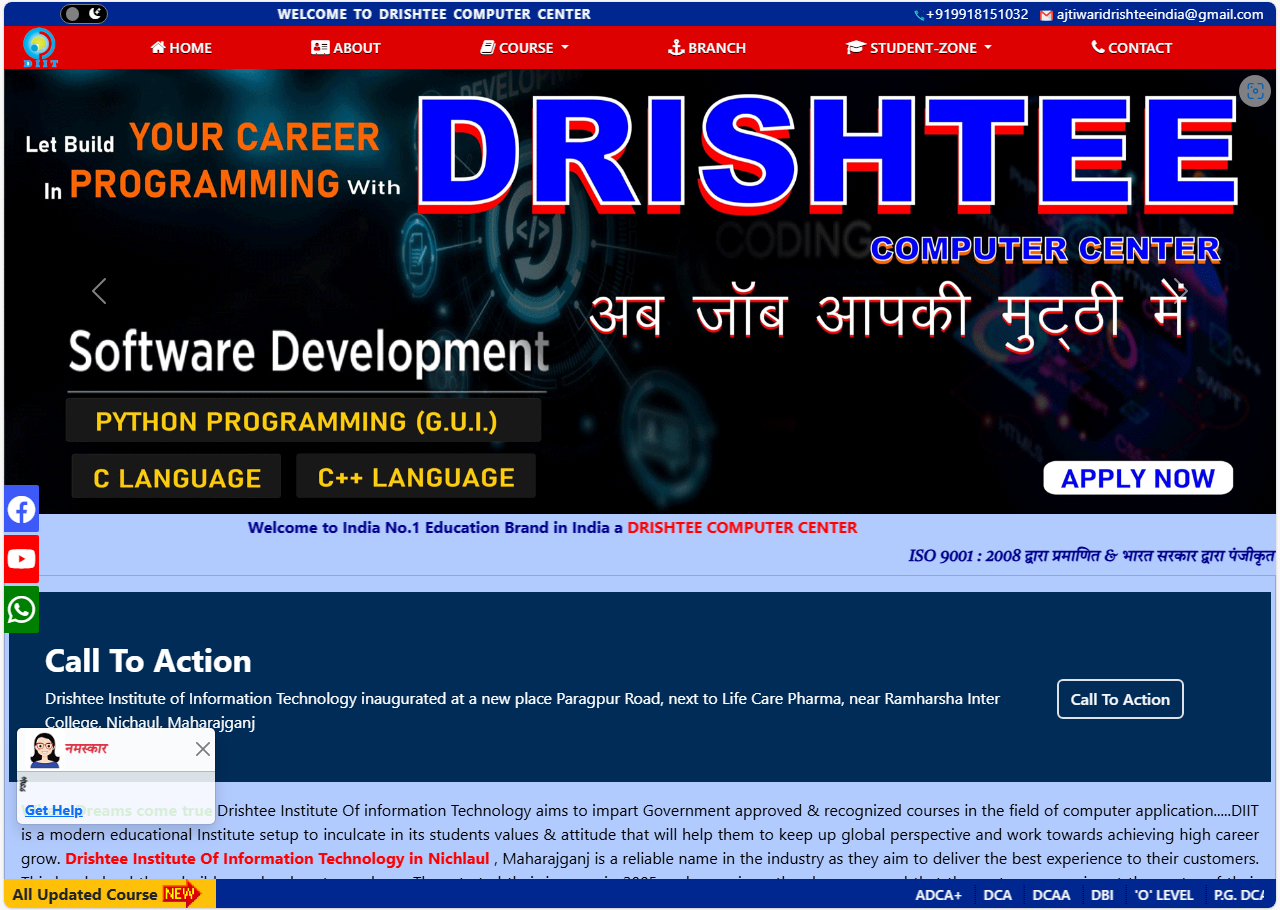 WELCOME TO DRISHTEE COMPUTER CENTER
+919918151032 ajtiwaridrishteeindia@gmail.com
DIIT
HOME ABOUT COURSE BRANCH STUDENT-ZONE CONTACT
Let Build YOUR CAREER
In PROGRAMMING With
DRISHTEE
CODING
COMPUTER CENTER
अब जॉब आपकी मुट्ठी में
Software Development
PYTHON PROGRAMMING (G.U.I.)
C LANGUAGE C++ LANGUAGE
APPLY NOW
Welcome to India No.1 Education Brand in India a DRISHTEE COMPUTER CENTER
ISO 9001 : 2008 द्वारा प्रमाणित & भारत सरकार द्वारा पंजीकृत
Call To Action
Drishtee Institute of Information Technology inaugurated at a new place Paragpur Road, next to Life Care Pharma, near Ramharsha Inter
College, Nichaul, Maharajganj
Call To Action
नमस्कार
Get Help
Dreams come true Drishtee Institute Of information Technology aims to impart Government approved & recognized courses in the field of computer application.....DIIT
is a modern educational Institute setup to inculcate in its students values & attitude that will help them to keep up global perspective and work towards achieving high career
grow. Drishtee Institute Of Information Technology in Nichlaul , Maharajganj is a reliable name in the industry as they aim to deliver the best experience to their customers.
All Updated Course NEW
ADCA+ DCA DCAA DBI 'O' LEVEL P.G. DCA